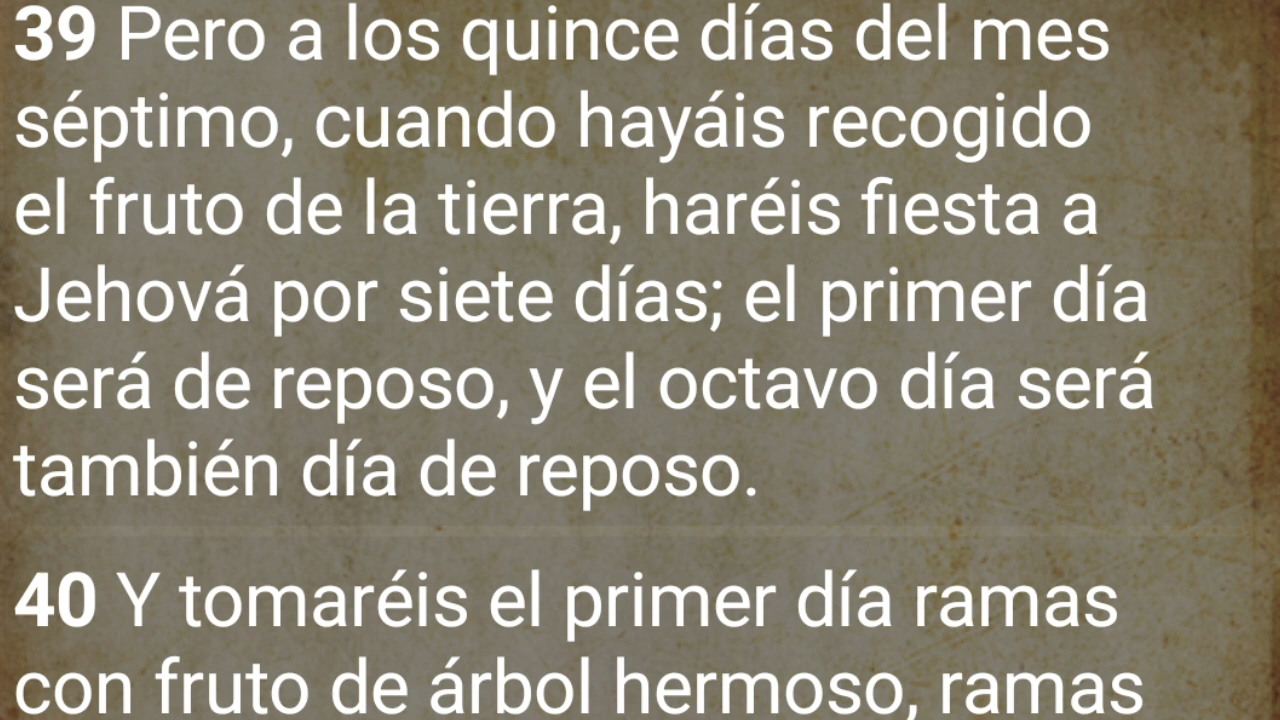 39 Pero a los quince días del mes
séptimo, cuando hayáis recogido
el fruto de la tierra, haréis fiesta a
Jehová por siete días; el primer día
será de reposo, y el octavo día será
también día de reposo.
40 Y tomaréis el primer día ramas
con fruto de árbol hermoso, ramas